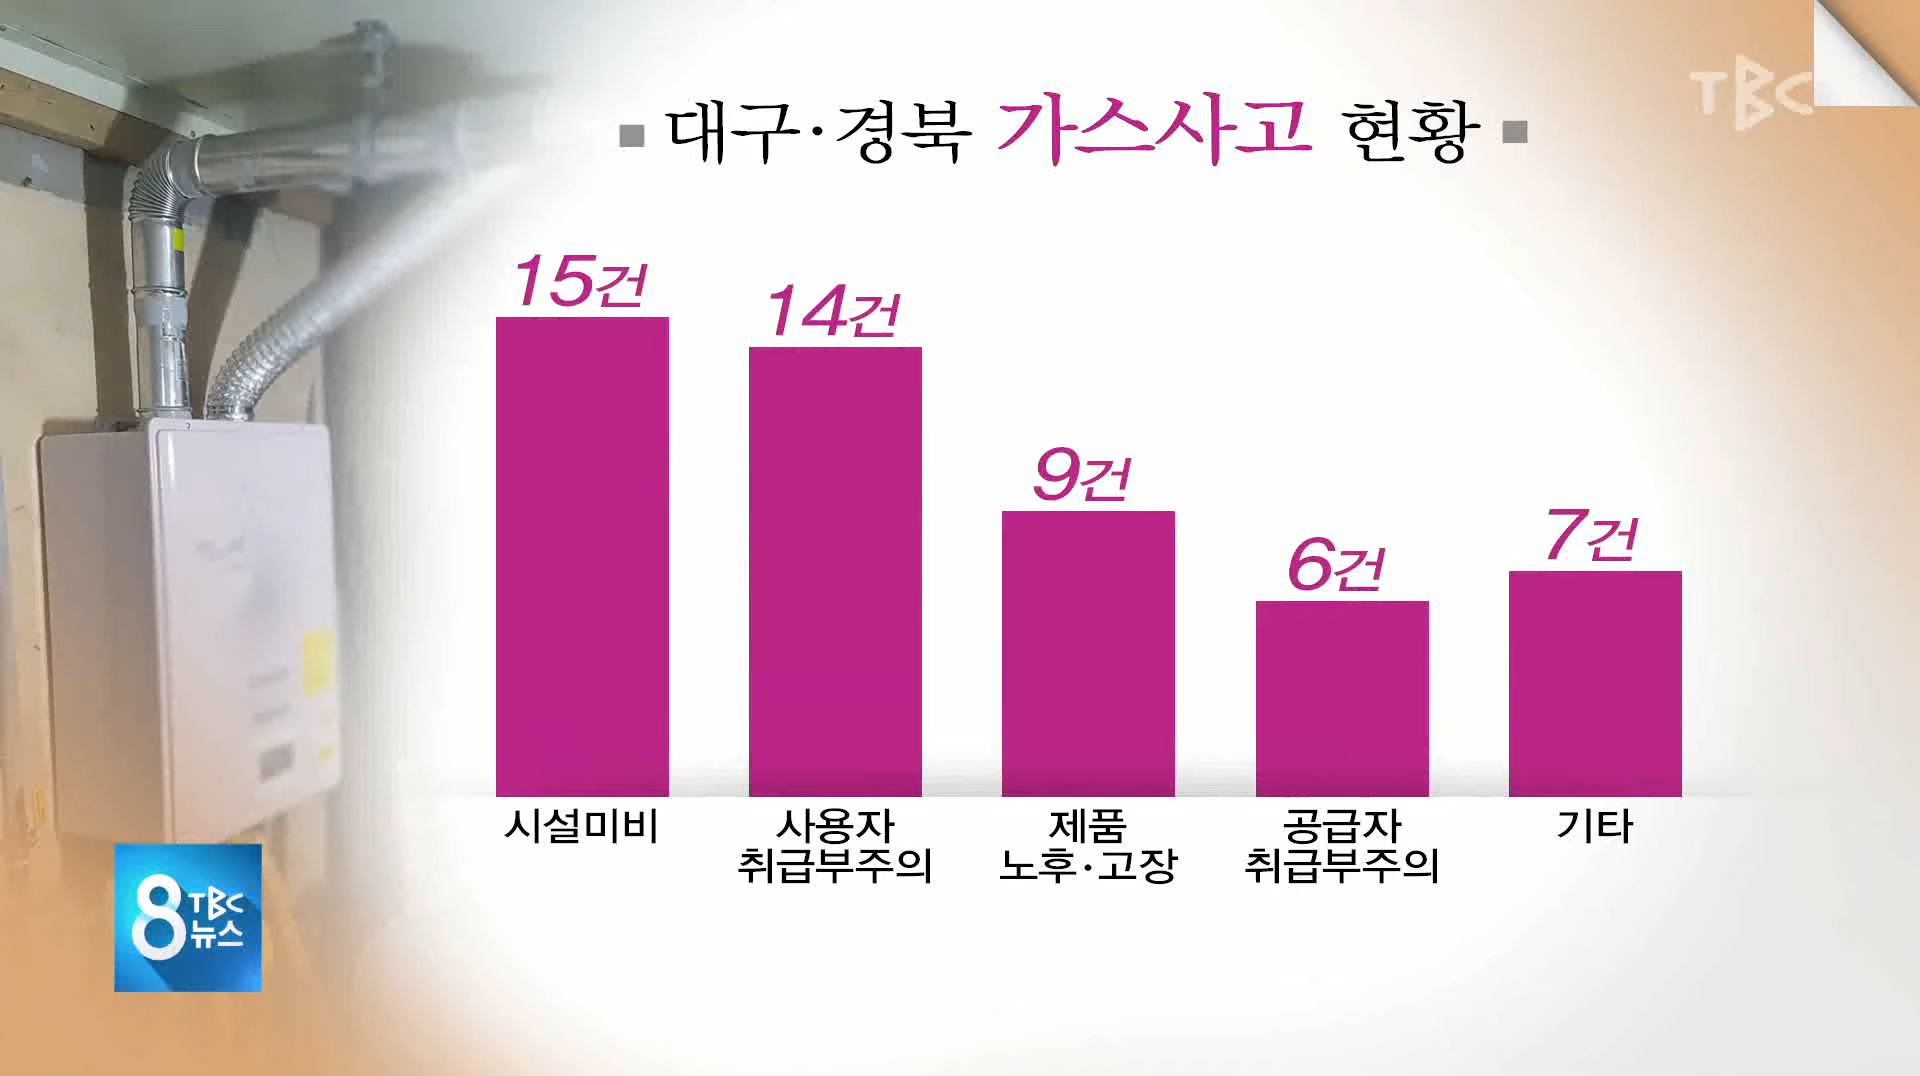 TBC
대구·경북 가스사고 현황
15건
14건
9건
6건
7건
시설미비
사용자
취급부주의
제품
노후·고장
공급자
취급부주의
기타
8 TBC
뉴스